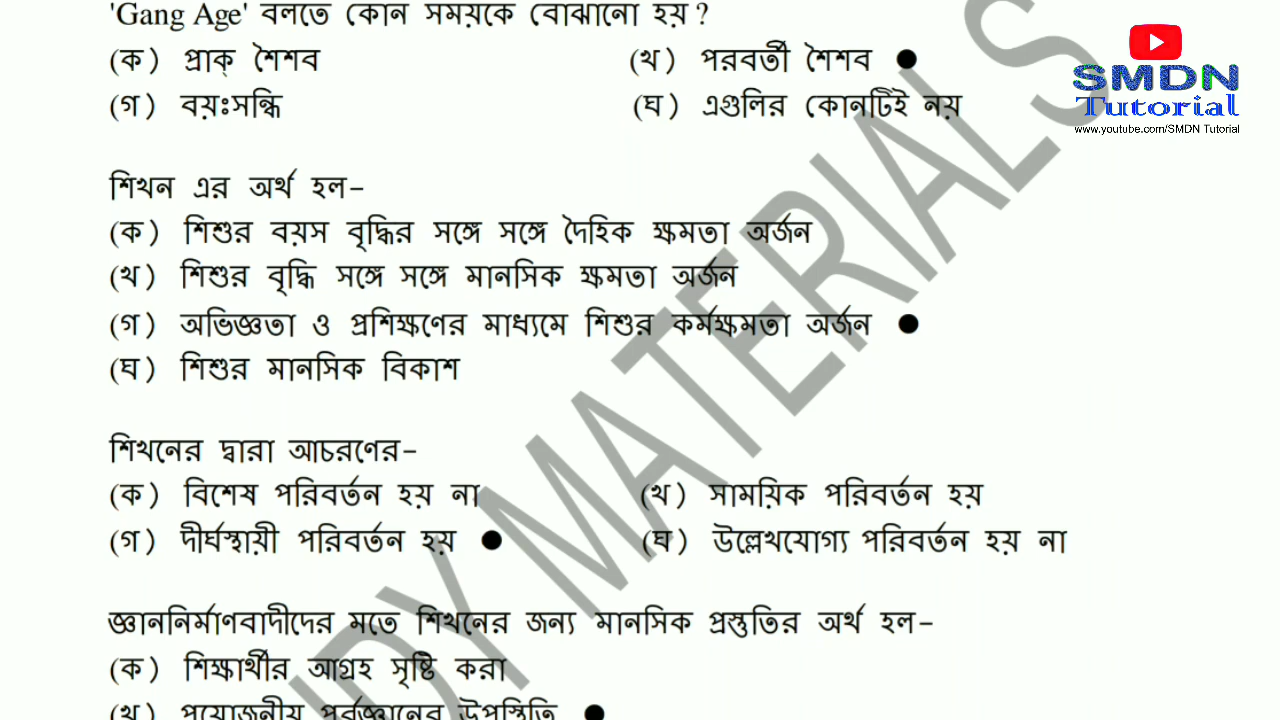 'Gang Age' বলতে কোন সময়কে বোঝানো হয়?
(ক) প্রাক্ শৈশব (খ) পরবর্তী শৈশব ●
(গ) বয়ঃসন্ধি (ঘ) এগুলির কোনটিই নয়
SMDN
Tutorial
www.youtube.com/SMDN Tutorial
শিখন এর অর্থ হল-
(ক) শিশুর বয়স বৃদ্ধির সঙ্গে সঙ্গে দৈহিক ক্ষমতা অর্জন
(খ) শিশুর বৃদ্ধি সঙ্গে সঙ্গে মানসিক ক্ষমতা অর্জন
(গ) অভিজ্ঞতা ও প্রশিক্ষণের মাধ্যমে শিশুর কর্মক্ষমতা অর্জন ●
(ঘ) শিশুর মানসিক বিকাশ
শিখনের দ্বারা আচরণের-
(ক) বিশেষ পরিবর্তন হয় না (খ) সাময়িক পরিবর্তন হয়
(গ) দীর্ঘস্থায়ী পরিবর্তন হয় ● (ঘ) উল্লেখযোগ্য পরিবর্তন হয় না
জ্ঞাননির্মাণবাদীদের মতে শিখনের জন্য মানসিক প্রস্তুতির অর্থ হল-
(ক) শিক্ষার্থীর আগ্রহ সৃষ্টি করা
(খ) প্রয়োজনীয় পূর্বজ্ঞানের উপস্থিতি ●
UDY MATERIALS